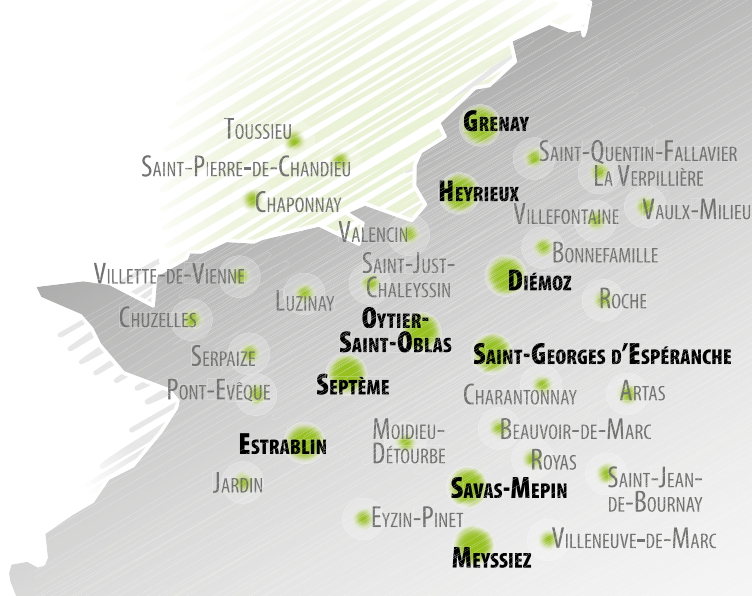 Grenay
Toussieu
Saint-Quentin-Fallavier
Saint-Pierre-de-Chandieu
La Verpillière
Heyrieux
Chaponnay
Villefontaine
Vaulx-Milieu
Valencin
Bonnefamille
Saint-Just-
Chaleyssin
Villette-de-Vienne
Diémoz
Luzinay
Roche
Chuzelles
Oytier-
Saint-Oblas
Serpaize
Saint-Georges d'Espéranche
Septème
Pont-Evêque
Charantonnay
Artas
Moidieu-
Détourbe
Beauvoir-de-Marc
Estrablin
Royas
Jardin
Savas-Mepin
Saint-Jean-
de-Bournay
Eyzin-Pinet
Villeneuve-de-Marc
Meyssiez